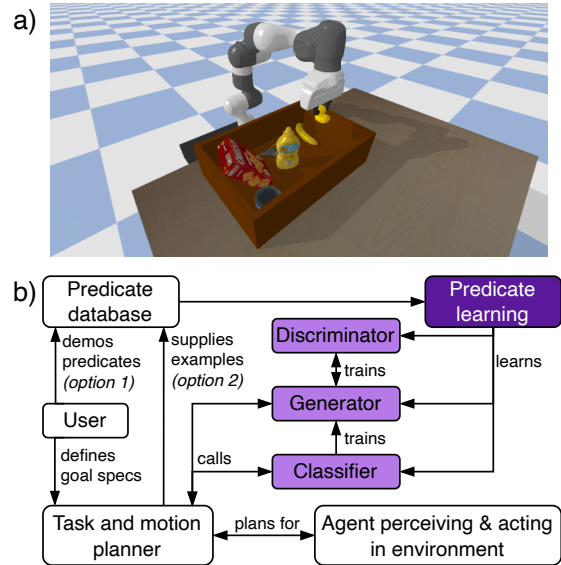 a)
b)
Predicate
database
Predicate
learning
demos
predicates
(option 1)
supplies
examples
(option 2)
Discriminator
trains
learns
User
Generator
defines
goal specs
calls
trains
Classifier
Task and motion
planner
plans for
Agent perceiving & acting
in environment